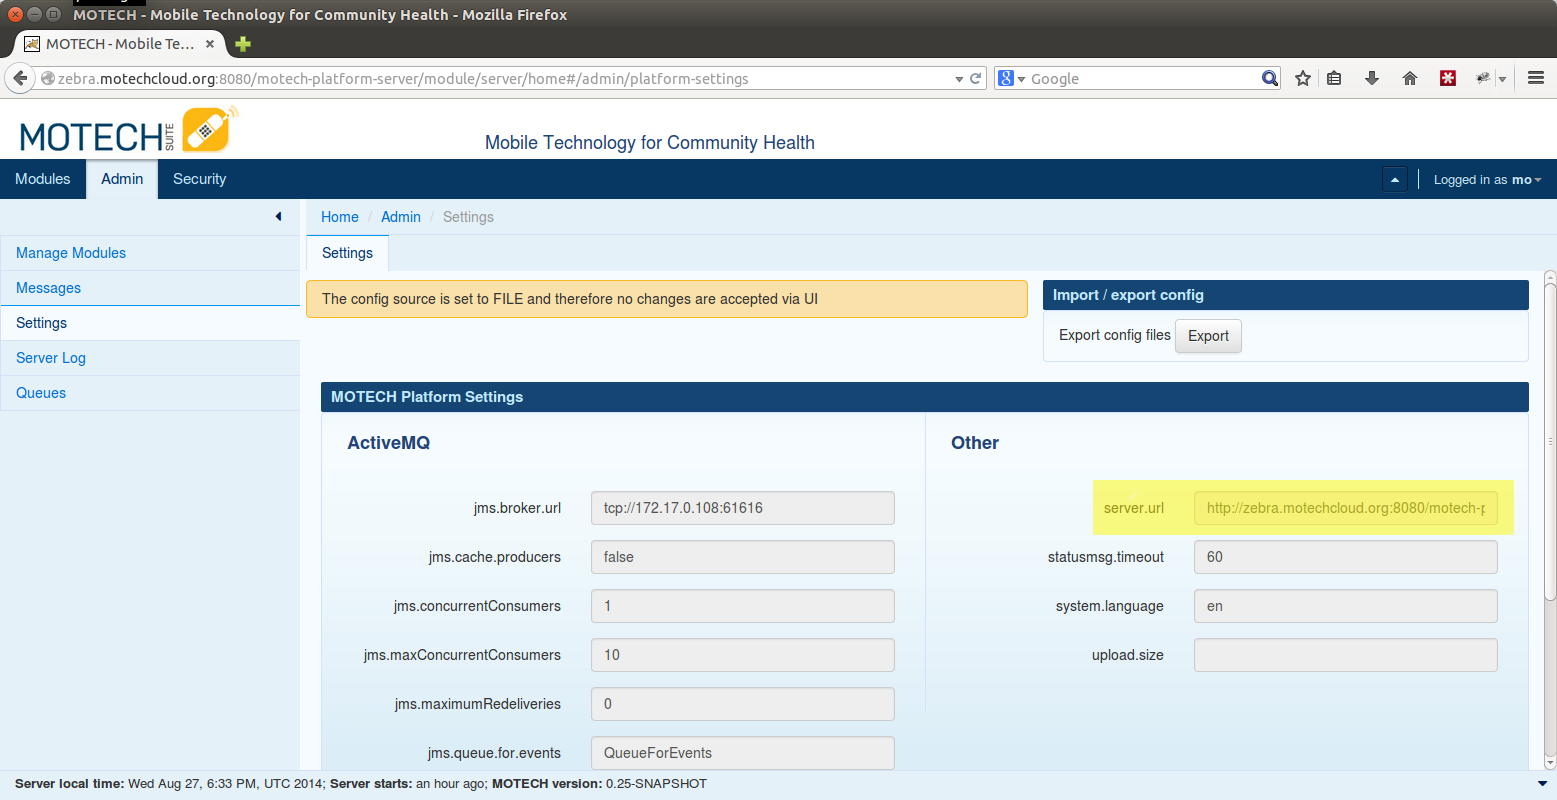 MOTECH - Mobile Technology for Community Health - Mozilla Firefox
MOTECH - Mobile Te...
zebra.motechcloud.org:8080/motech-platform-server/module/server/home#/admin/platform-settings
Google
MOTECH SUITE
Mobile Technology for Community Health
Modules Admin Security
Logged in as mo
Home / Admin / Settings
Settings
Manage Modules
Messages
Settings
Server Log
Queues
The config source is set to FILE and therefore no changes are accepted via UI
Import / export config
Export config files Export
MOTECH Platform Settings
ActiveMQ
jms.broker.url tcp://172.17.0.108:61616
jms.cache.producers false
jms.concurrentConsumers 1
jms.maxConcurrentConsumers 10
jms.maximumRedeliveries 0
jms.queue.for.events QueueForEvents
Other
server.url http://zebra.motechcloud.org:8080/motech-p
statusmsg.timeout 60
system.language en
upload.size
Server local time: Wed Aug 27, 6:33 PM, UTC 2014; Server starts: an hour ago; MOTECH version: 0.25-SNAPSHOT